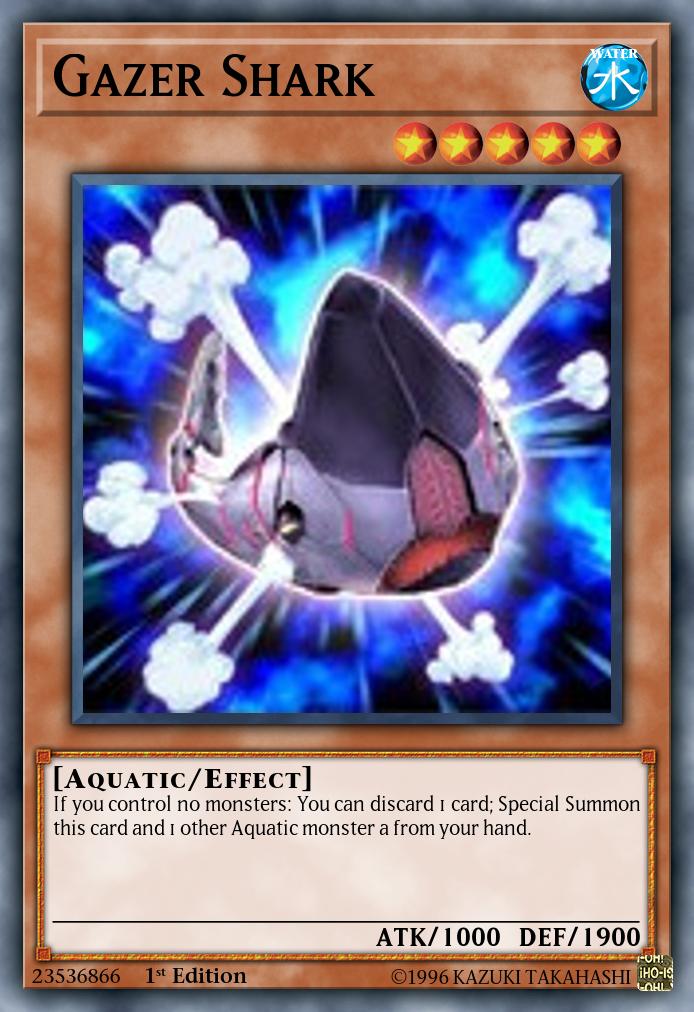 Gazer Shark
WATER
水
[Aquatic/Effect]
If you control no monsters: You can discard 1 card; Special Summon
this card and 1 other Aquatic monster a from your hand.
ATK/1000 DEF/1900
23536866 1st Edition ©1996 KAZUKI TAKAHASHI